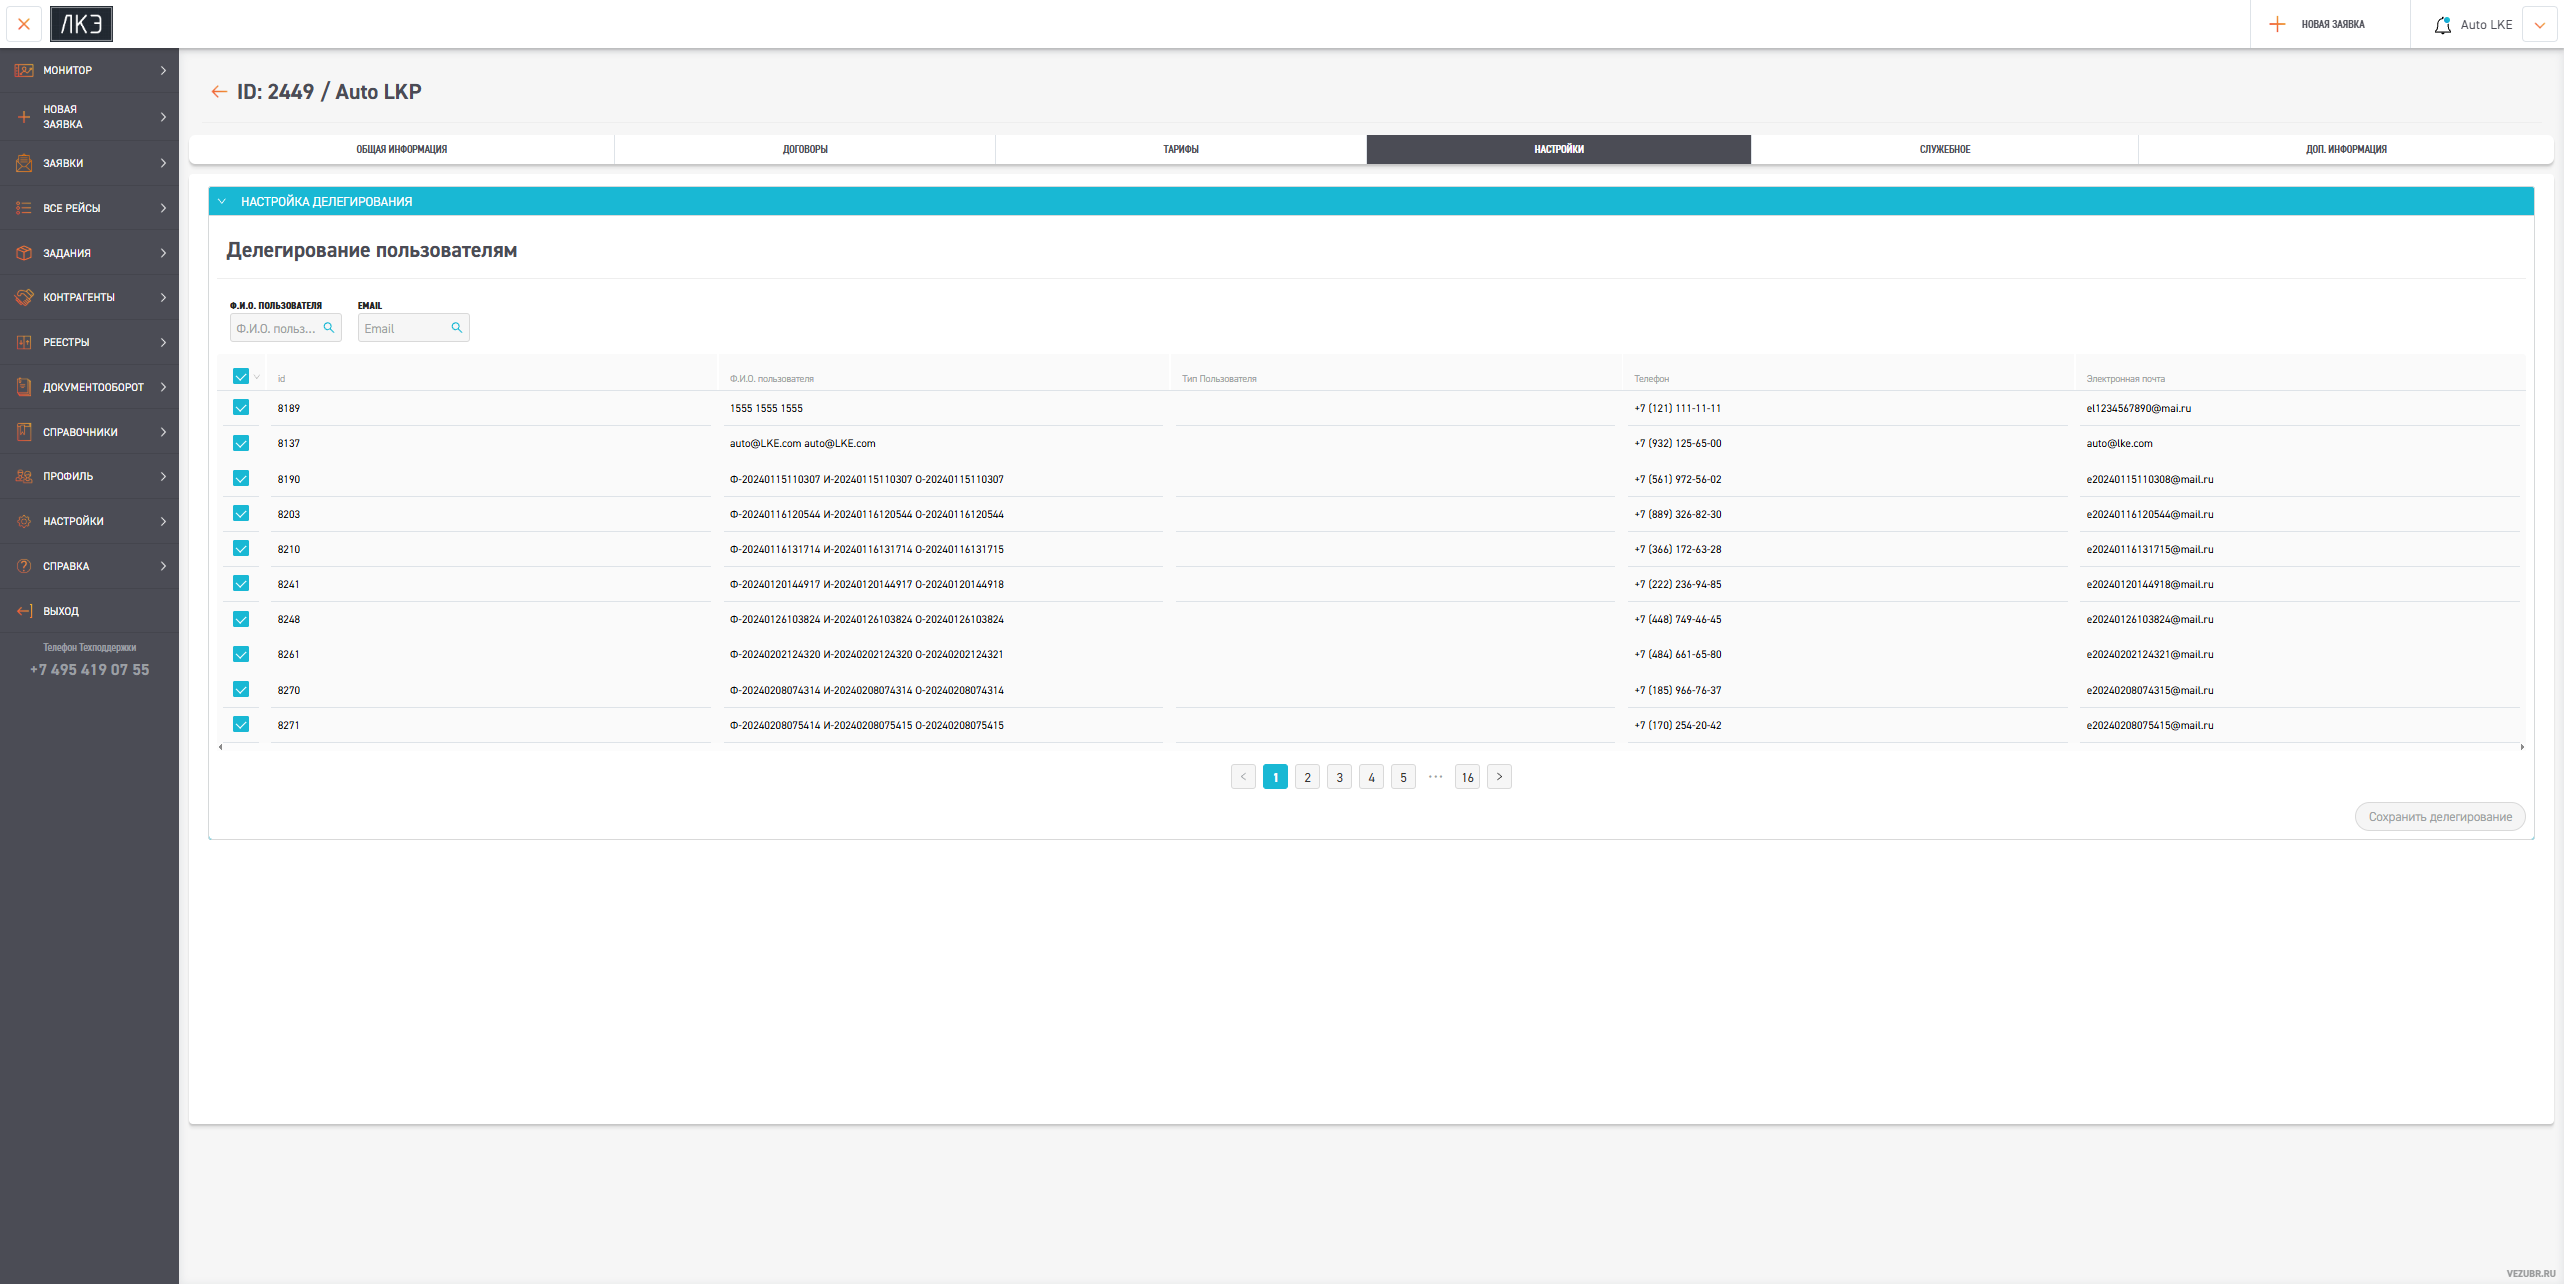 ЛКЭ
НОВАЯ ЗАЯВКА
Auto LKE
МОНИТОР
НОВАЯ
ЗАЯВКА
ЗАЯВКИ
ВСЕ РЕЙСЫ
ЗАДАНИЯ
КОНТРАГЕНТЫ
РЕЕСТРЫ
ДОКУМЕНТООБОРОТ
СПРАВОЧНИКИ
ПРОФИЛЬ
НАСТРОЙКИ
СПРАВКА
ВЫХОД
Телефон Техподдержки
+7 495 419 07 55
ID: 2449 / Auto LKP
ОБЩАЯ ИНФОРМАЦИЯ ДОГОВОРЫ ТАРИФЫ НАСТРОЙКИ СЛУЖЕБНОЕ ДОП. ИНФОРМАЦИЯ
НАСТРОЙКА ДЕЛЕГИРОВАНИЯ
Делегирование пользователям
Ф.И.О. ПОЛЬЗОВАТЕЛЯ EMAIL
Ф.И.О. польз... Email
id Ф.И.О. пользователя Тип Пользователя Телефон Электронная почта
8189 1555 1555 1555 +7 (121) 111-11-11 el1234567890@mai.ru
8137 auto@LKE.com auto@LKE.com +7 (932) 125-65-00 auto@lke.com
8190 Ф-20240115110307 И-20240115110307 О-20240115110307 +7 (561) 972-56-02 e20240115110308@mail.ru
8203 Ф-20240116120544 И-20240116120544 О-20240116120544 +7 (889) 326-82-30 e20240116120544@mail.ru
8210 Ф-20240116131714 И-20240116131714 О-20240116131715 +7 (366) 172-63-28 e20240116131715@mail.ru
8241 Ф-20240120144917 И-20240120144917 О-20240120144918 +7 (222) 236-94-85 e20240120144918@mail.ru
8248 Ф-20240126103824 И-20240126103824 О-20240126103824 +7 (448) 749-46-45 e20240126103824@mail.ru
8261 Ф-20240202124320 И-20240202124320 О-20240202124321 +7 (484) 661-65-80 e20240202124321@mail.ru
8270 Ф-20240208074314 И-20240208074314 О-20240208074314 +7 (185) 966-76-37 e20240208074315@mail.ru
8271 Ф-20240208075414 И-20240208075415 О-20240208075415 +7 (170) 254-20-42 e20240208075415@mail.ru
< 1 2 3 4 5 ••• 16 >
Сохранить делегирование
VEZUBR.RU